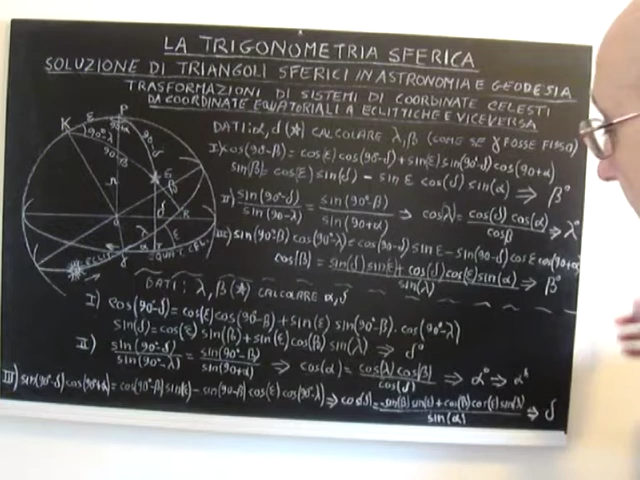 LA TRIGONOMETRIA SFERICA
SOLUZIONE DI TRIANGOLI SFERICI IN ASTRONOMIA E GEODESIA
TRASFORMAZIONI DI SISTEMI DI COORDINATE CELESTI
DA COORDINATE EQUATORIALI A ECLITTICHE E VICEVERSA
DATI: α, δ (*) CALCOLARE λ, β (COME SE γ FOSSE FISSO)
I) cos(90-β) = cos(ε) cos(90-δ) + sin(ε) sin(90-δ) cos(90+α)
sin(β) = cos(ε) sin(δ) - sin ε cos(δ) sin(α) ⇒ β°
II) sin(90-δ) / sin(90-λ) = sin(90-β) / sin(90+α) ⇒ cos(λ) = cos(δ) cos(α) / cosβ ⇒ λ°
III) sin(90-β) cos(90-λ) = cos(90-δ) sin ε - sin(90-δ) cos ε cos(90+α)
cos(β) = sin(δ) sin(ε) + cos(δ) cos(ε) sin(α) / sin(λ) ⇒ β°
DATI: λ, β (*) CALCOLARE α, δ
I) cos(90-δ) = cos(ε) cos(90-β) + sin(ε) sin(90-β) · cos(90-λ)
sin(δ) = cos(ε) sin(β) + sin(ε) cos(β) sin(λ) ⇒ δ°
II) sin(90-δ) / sin(90-λ) = sin(90-β) / sin(90+α) ⇒ cos(α) = cos(λ) cos(β) / cos(δ) ⇒ α° ⇒ αʰ
III) sin(90-δ) cos(90+α) = cos(90-β) sin(ε) - sin(90-β) cos(ε) cos(90-λ) ⇒ cos(δ) = -sin(β) sin(ε) + cos(β) cos(ε) sin(λ) / sin(α) ⇒ δ
K
ε
P
(90-λ)
S
β
δ
R
λ
α
ε
γ
ECLIT.
EQUAT. CEL.